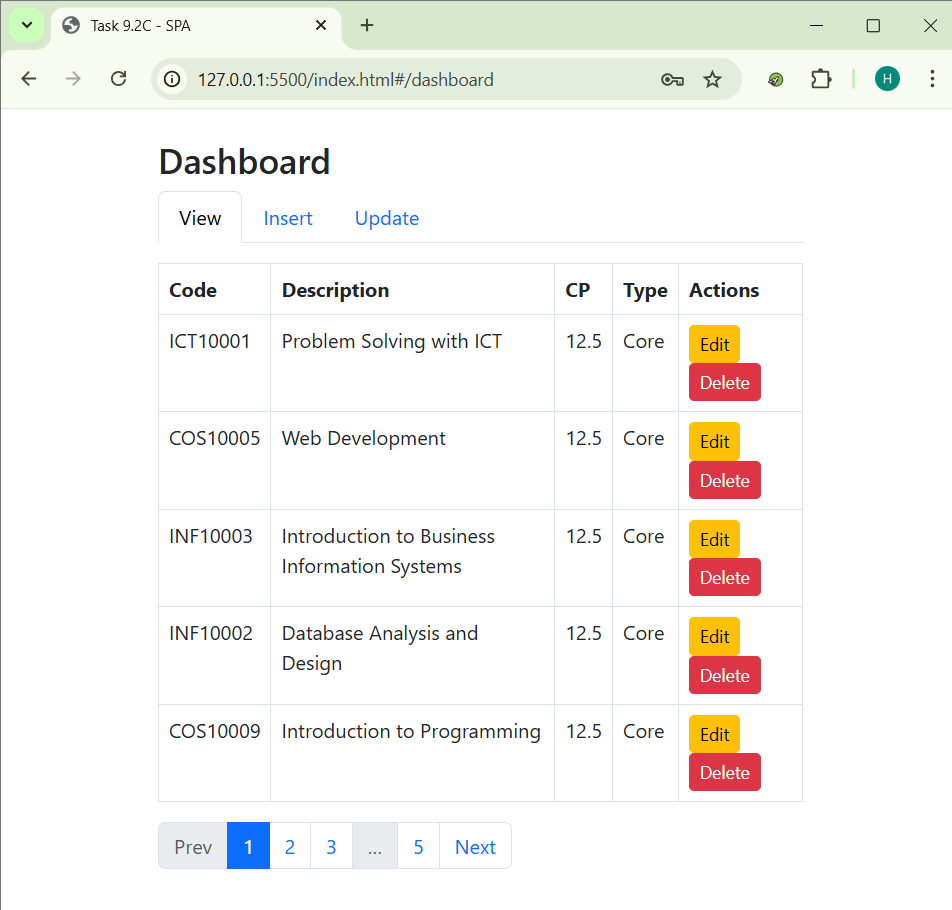 Task 9.2C - SPA
127.0.0.1:5500/index.html#/dashboard
H
Dashboard
View Insert Update
Code Description CP Type Actions
ICT10001 Problem Solving with ICT 12.5 Core Edit
Delete
COS10005 Web Development 12.5 Core Edit
Delete
INF10003 Introduction to Business 12.5 Core Edit
Information Systems Delete
INF10002 Database Analysis and 12.5 Core Edit
Design Delete
COS10009 Introduction to Programming 12.5 Core Edit
Delete
Prev 1 2 3 ... 5 Next